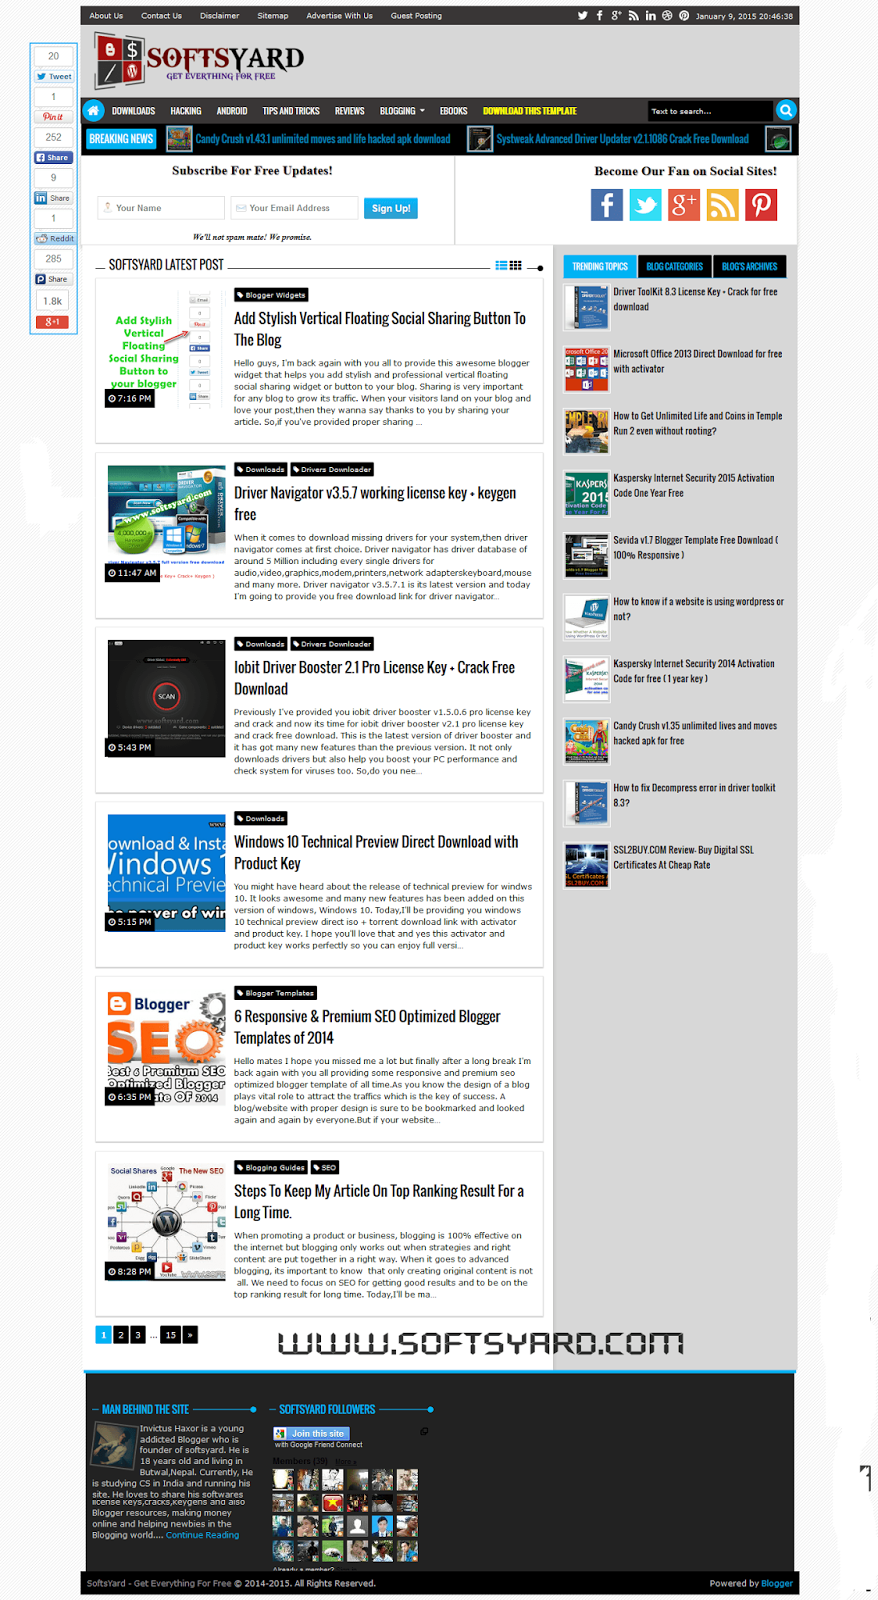 About Us Contact Us Disclaimer Sitemap Advertise With Us Guest Posting January 9, 2015 20:46:38
SOFTSYARD
GET EVERTHING FOR FREE
DOWNLOADS HACKING ANDROID TIPS AND TRICKS REVIEWS BLOGGING EBOOKS DOWNLOAD THIS TEMPLATE Text to search...
BREAKING NEWS Candy Crush v1.43.1 unlimited moves and life hacked apk download Systweak Advanced Driver Updater v2.1.1086 Crack Free Download
20
Tweet
1
Pin it
252
Share
9
Share
1
Reddit
285
Share
1.8k
+1
Subscribe For Free Updates!
Your Name Your Email Address Sign Up!
We'll not spam mate! We promise.
Become Our Fan on Social Sites!
SOFTSYARD LATEST POST
Add Stylish
Vertical
Floating
Social Sharing
Button to
your blogger
7:16 PM
Blogger Widgets
Add Stylish Vertical Floating Social Sharing Button To
The Blog
Hello guys, I'm back again with you all to provide this awesome blogger
widget that helps you add stylish and professional vertical floating
social sharing widget or button to your blog. Sharing is very important
for any blog to grow its traffic. When your visitors land on your blog and
love your post,then they wanna say thanks to you by sharing your
article. So,if you've provided proper sharing ...
www.softsyard.com
11:47 AM
Downloads Drivers Downloader
Driver Navigator v3.5.7 working license key + keygen
free
When it comes to download missing drivers for your system,then driver
navigator comes at first choice. Driver navigator has driver database of
around 5 Million including every single drivers for
audio,video,graphics,modem,printers,network adapterskeyboard,mouse
and many more. Driver navigator v3.5.7.1 is its latest version and today
I'm going to provide you free download link for driver navigator...
SCAN
www.softsyard.com
5:43 PM
Downloads Drivers Downloader
Iobit Driver Booster 2.1 Pro License Key + Crack Free
Download
Previously I've provided you iobit driver booster v1.5.0.6 pro license key
and crack and now its time for iobit driver booster v2.1 pro license key
and crack free download. This is the latest version of driver booster and
it has got many new features than the previous version. It not only
downloads drivers but also help you boost your PC performance and
check system for viruses too. So,do you nee...
ownload & Insta
Windows 1
echnical Previe
he power of win
5:15 PM
Downloads
Windows 10 Technical Preview Direct Download with
Product Key
You might have heard about the release of technical preview for windws
10. It looks awesome and many new features has been added on this
version of windows, Windows 10. Today,I'll be providing you windows
10 technical preview direct iso + torrent download link with activator
and product key. I hope you'll love that and yes this activator and
product key works perfectly so you can enjoy full versi...
Blogger
SEO
Best 6 Premium SEO
Optimized Blogger
ate OF 2014
6:35 PM
Blogger Templates
6 Responsive & Premium SEO Optimized Blogger
Templates of 2014
Hello mates I hope you missed me a lot but finally after a long break I'm
back again with you all providing some responsive and premium seo
optimized blogger template of all time.As you know the design of a blog
plays vital role to attract the traffics which is the key of success. A
blog/website with proper design is sure to be bookmarked and looked
again and again by everyone.But if your website...
Social Shares The New SEO
8:28 PM
Blogging Guides SEO
Steps To Keep My Article On Top Ranking Result For a
Long Time.
When promoting a product or business, blogging is 100% effective on
the internet but blogging only works out when strategies and right
content are put together in a right way. When it goes to advanced
blogging, its important to know that only creating original content is not
all. We need to focus on SEO for getting good results and to be on the
top ranking result for long time. Today,I'll be ma...
1 2 3 ... 15 »
WWW.SOFTSYARD.COM
TRENDING TOPICS BLOG CATEGORIES BLOG'S ARCHIVES
Driver ToolKit 8.3 License Key + Crack for free
download
Microsoft Office 2013 Direct Download for free
with activator
How to Get Unlimited Life and Coins in Temple
Run 2 even without rooting?
Kaspersky Internet Security 2015 Activation
Code One Year Free
Sevida v1.7 Blogger Template Free Download (
100% Responsive )
How to know if a website is using wordpress or
not?
Kaspersky Internet Security 2014 Activation
Code for free ( 1 year key )
Candy Crush v1.35 unlimited lives and moves
hacked apk for free
How to fix Decompress error in driver toolkit
8.3?
SSL2BUY.COM Review- Buy Digital SSL
Certificates At Cheap Rate
MAN BEHIND THE SITE
Invictus Haxor is a young
addicted Blogger who is
founder of softsyard. He is
18 years old and living in
Butwal,Nepal. Currently, He
is studying CS in India and running his
site. He loves to share his softwares
license keys,cracks,keygens and also
Blogger resources, making money
online and helping newbies in the
Blogging world.... Continue Reading
SOFTSYARD FOLLOWERS
Join this site
with Google Friend Connect
Already a member?
SoftsYard - Get Everything For Free © 2014-2015. All Rights Reserved. Powered by Blogger